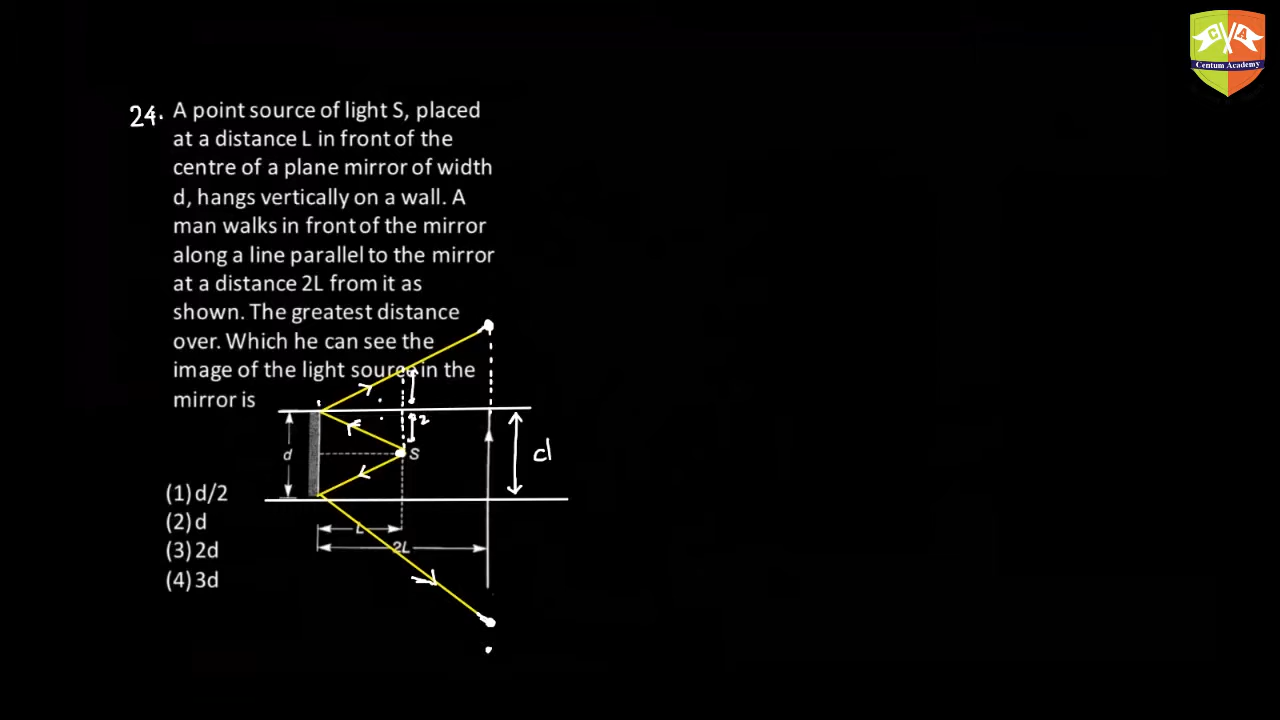 C A
Centum Academy
24. A point source of light S, placed
at a distance L in front of the
centre of a plane mirror of width
d, hangs vertically on a wall. A
man walks in front of the mirror
along a line parallel to the mirror
at a distance 2L from it as
shown. The greatest distance
over. Which he can see the
image of the light source in the
mirror is
2
d
S
d
L
2L
(1) d/2
(2) d
(3) 2d
(4) 3d